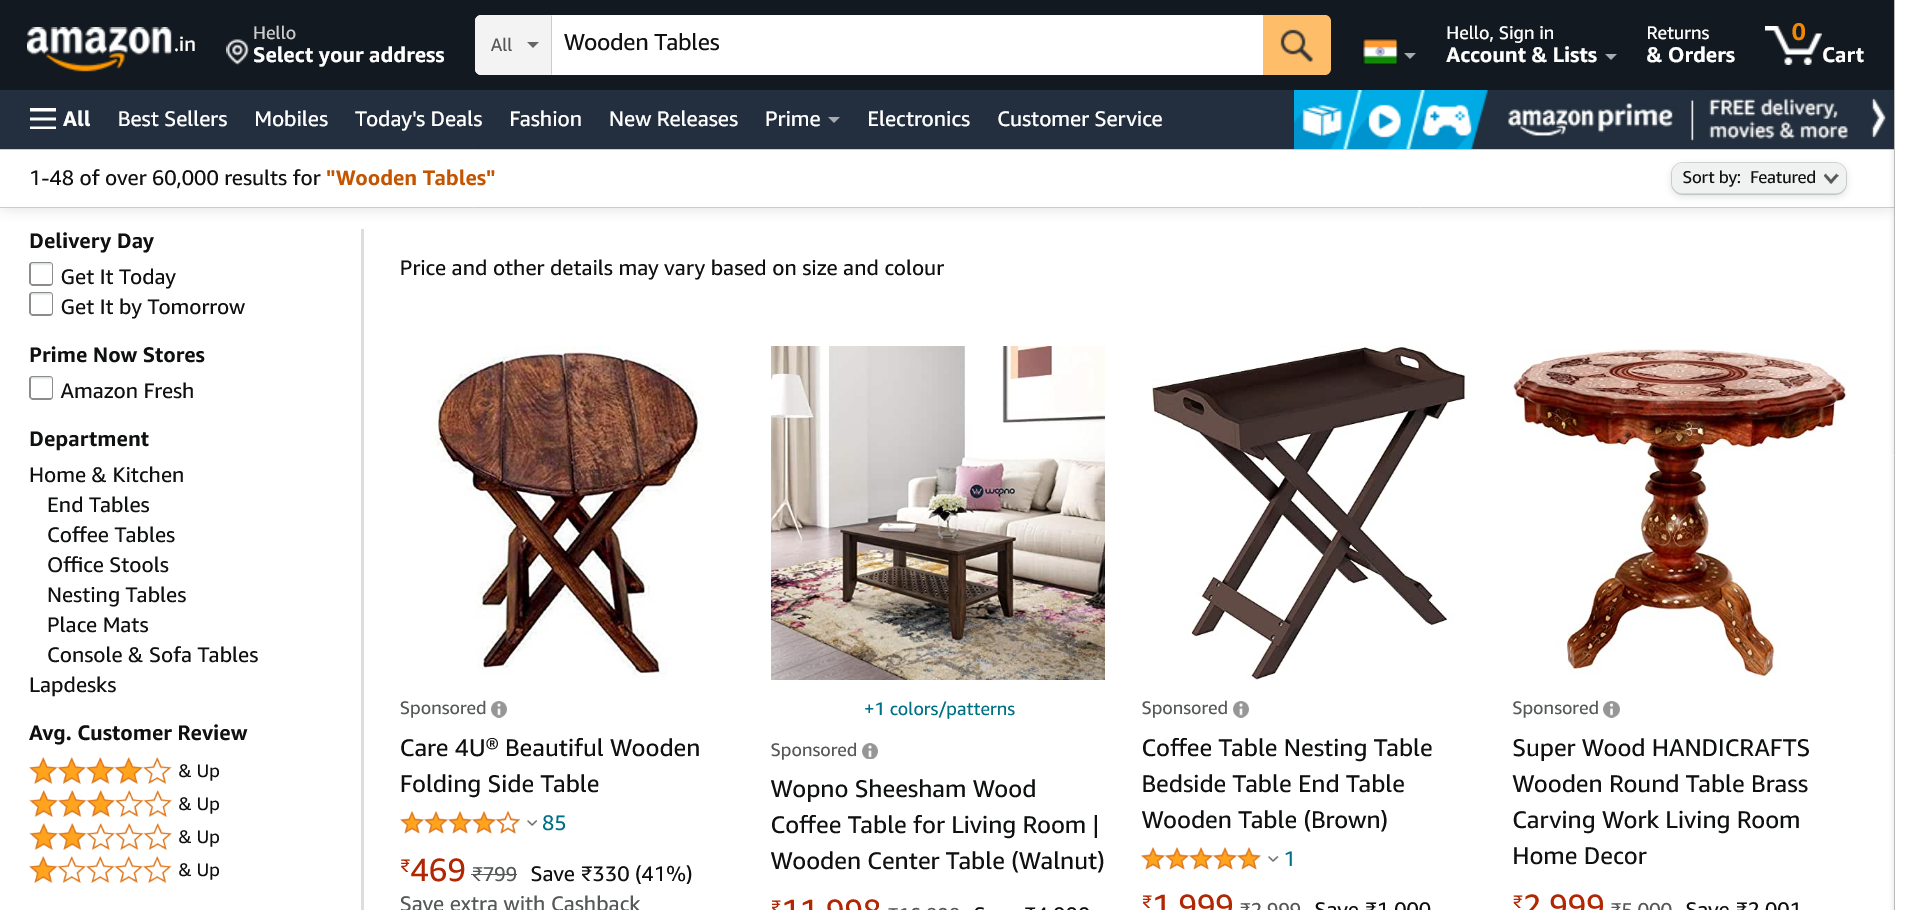 amazon.in
Hello
Select your address
All
Wooden Tables
Hello, Sign in
Account & Lists
Returns
& Orders
0
Cart
All
Best Sellers
Mobiles
Today's Deals
Fashion
New Releases
Prime
Electronics
Customer Service
amazon prime
FREE delivery,
movies & more
1-48 of over 60,000 results for "Wooden Tables"
Sort by: Featured
Delivery Day
Get It Today
Get It by Tomorrow
Prime Now Stores
Amazon Fresh
Department
Home & Kitchen
End Tables
Coffee Tables
Office Stools
Nesting Tables
Place Mats
Console & Sofa Tables
Lapdesks
Avg. Customer Review
& Up
& Up
& Up
& Up
Price and other details may vary based on size and colour
Sponsored
Care 4U® Beautiful Wooden
Folding Side Table
85
₹469 ₹799 Save ₹330 (41%)
Save extra with Cashback
woopno
+1 colors/patterns
Sponsored
Wopno Sheesham Wood
Coffee Table for Living Room |
Wooden Center Table (Walnut)
₹11,998
Sponsored
Coffee Table Nesting Table
Bedside Table End Table
Wooden Table (Brown)
1
₹1,999 ₹2,999 Save ₹1,000
Sponsored
Super Wood HANDICRAFTS
Wooden Round Table Brass
Carving Work Living Room
Home Decor
₹2,999 ₹5,000 Save ₹2,001